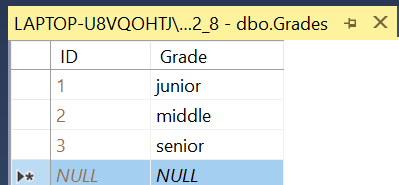 LAPTOP-U8VQOHTJ\...2_8 - dbo.Grades
ID Grade
1 junior
2 middle
3 senior
NULL NULL